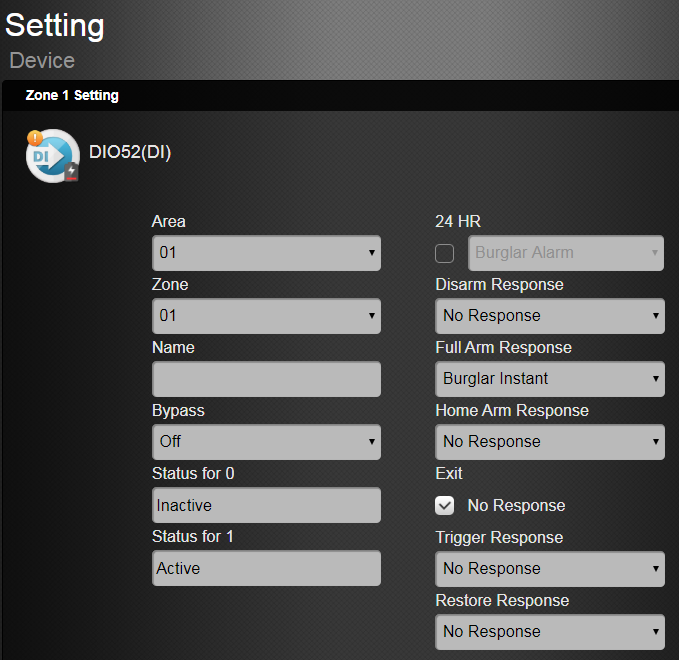 Setting
Device
Zone 1 Setting
DI
DIO52(DI)
Area
01
Zone
01
Name
Bypass
Off
Status for 0
Inactive
Status for 1
Active
24 HR
Burglar Alarm
Disarm Response
No Response
Full Arm Response
Burglar Instant
Home Arm Response
No Response
Exit
No Response
Trigger Response
No Response
Restore Response
No Response